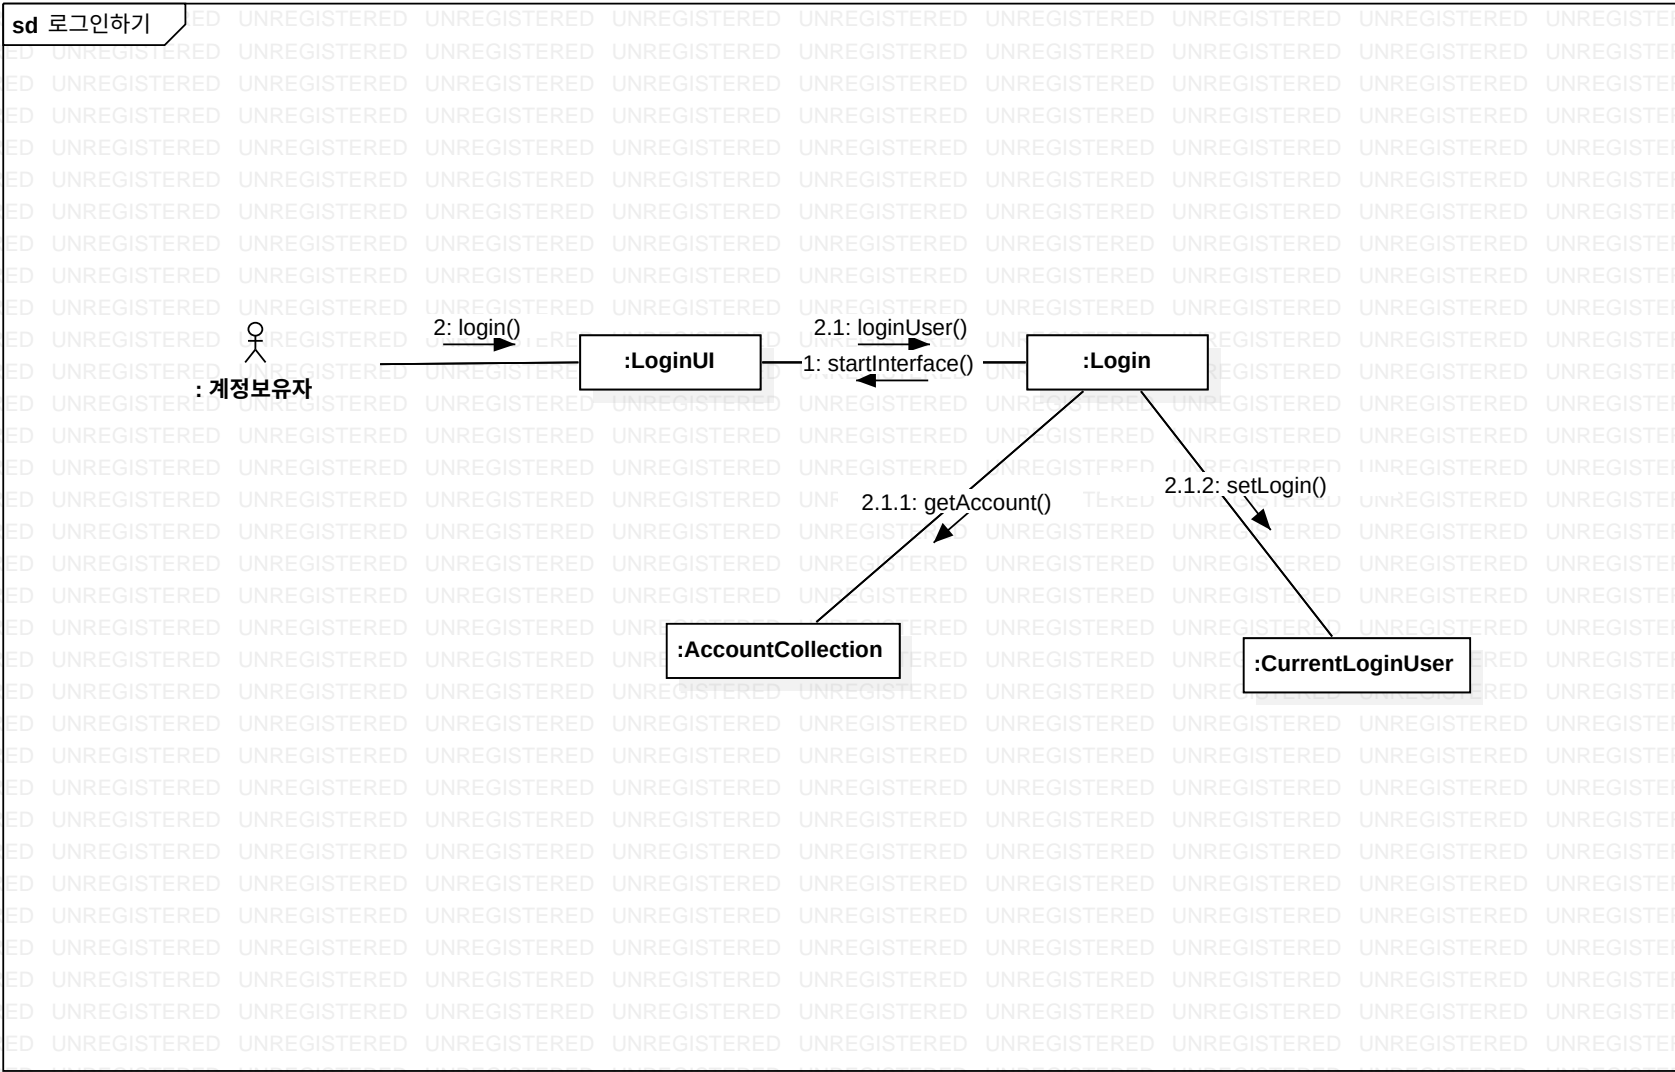 sd 로그인하기
2: login()
2.1: loginUser()
1: startInterface()
:LoginUI
:Login
: 계정보유자
2.1.1: getAccount()
2.1.2: setLogin()
:AccountCollection
:CurrentLoginUser
UNREGISTERED